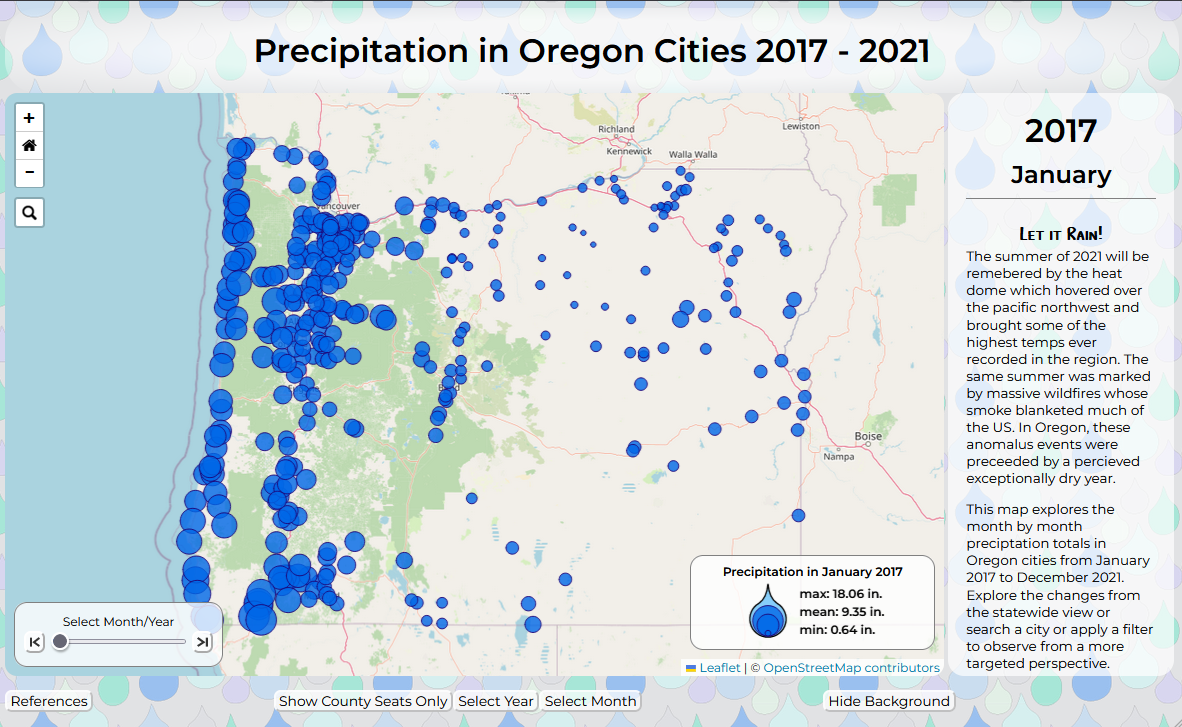 Precipitation in Oregon Cities 2017 - 2021
+
−
Richland
Kennewick
Walla Walla
Lewiston
Vancouver
Boise
Nampa
2017
January
Let it Rain!
The summer of 2021 will be
remebered by the heat
dome which hovered over
the pacific northwest and
brought some of the
highest temps ever
recorded in the region. The
same summer was marked
by massive wildfires whose
smoke blanketed much of
the US. In Oregon, these
anomalus events were
preceeded by a percieved
exceptionally dry year.
This map explores the
month by month
preciptation totals in
Oregon cities from January
2017 to December 2021.
Explore the changes from
the statewide view or
search a city or apply a filter
to observe from a more
targeted perspective.
Precipitation in January 2017
max: 18.06 in.
mean: 9.35 in.
min: 0.64 in.
Select Month/Year
Leaflet | © OpenStreetMap contributors
References
Show County Seats Only
Select Year
Select Month
Hide Background